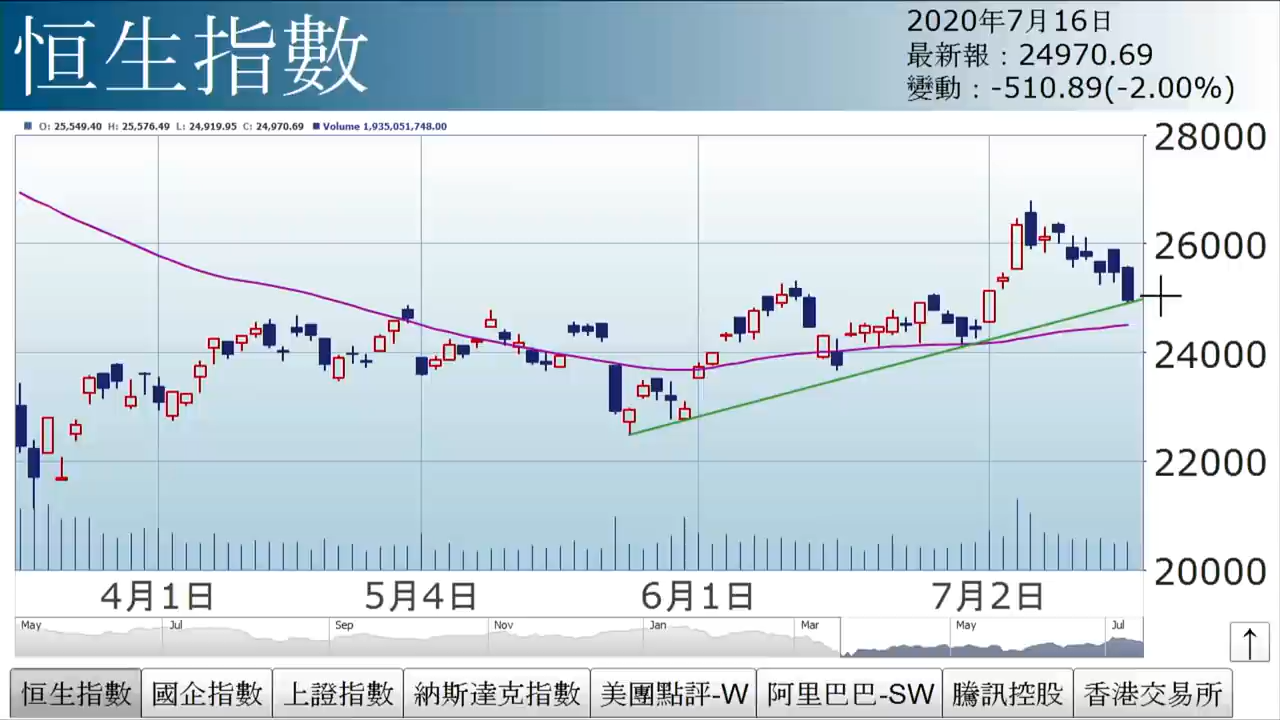 恒生指數
2020年7月16日
最新報：24970.69
變動：-510.89(-2.00%)
O: 25,549.40 H: 25,576.49 L: 24,919.95 C: 24,970.69 Volume 1,935,051,748.00
28000
26000
24000
22000
20000
4月1日 5月4日 6月1日 7月2日
May Jul Sep Nov Jan Mar May Jul
恒生指數 國企指數 上證指數 納斯達克指數 美團點評-W 阿里巴巴-SW 騰訊控股 香港交易所